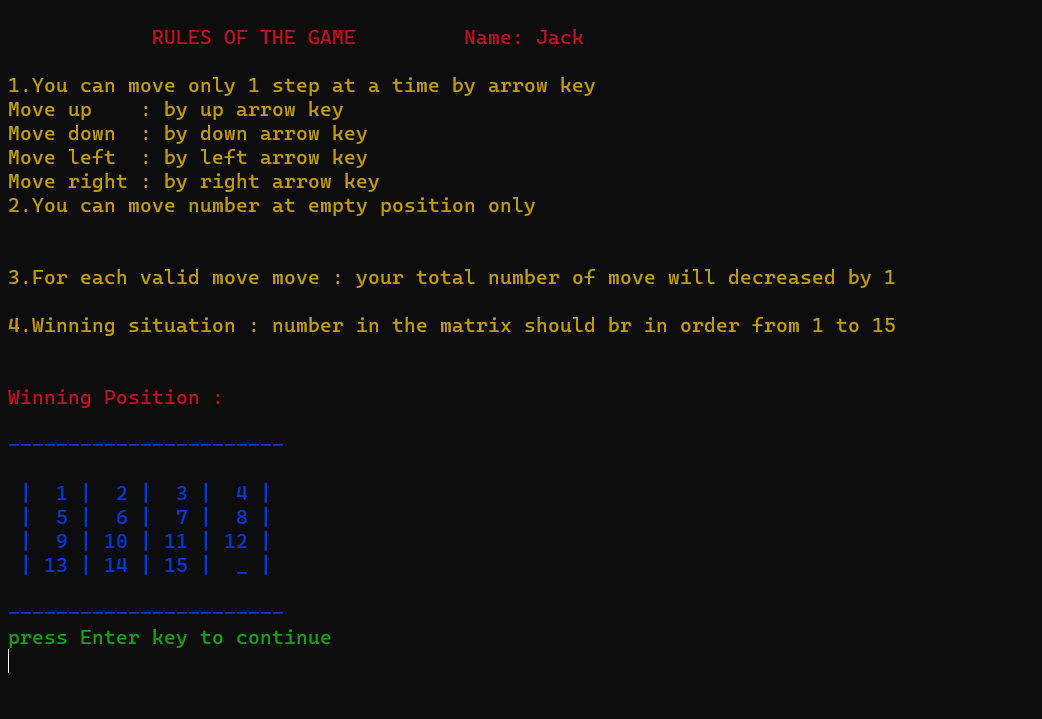 RULES OF THE GAME         Name: Jack
1.You can move only 1 step at a time by arrow key
Move up    : by up arrow key
Move down  : by down arrow key
Move left  : by left arrow key
Move right : by right arrow key
2.You can move number at empty position only
3.For each valid move move : your total number of move will decreased by 1
4.Winning situation : number in the matrix should br in order from 1 to 15
Winning Position :
-----------------------
|  1 |  2 |  3 |  4 |
|  5 |  6 |  7 |  8 |
|  9 | 10 | 11 | 12 |
| 13 | 14 | 15 |  _ |
-----------------------
press Enter key to continue